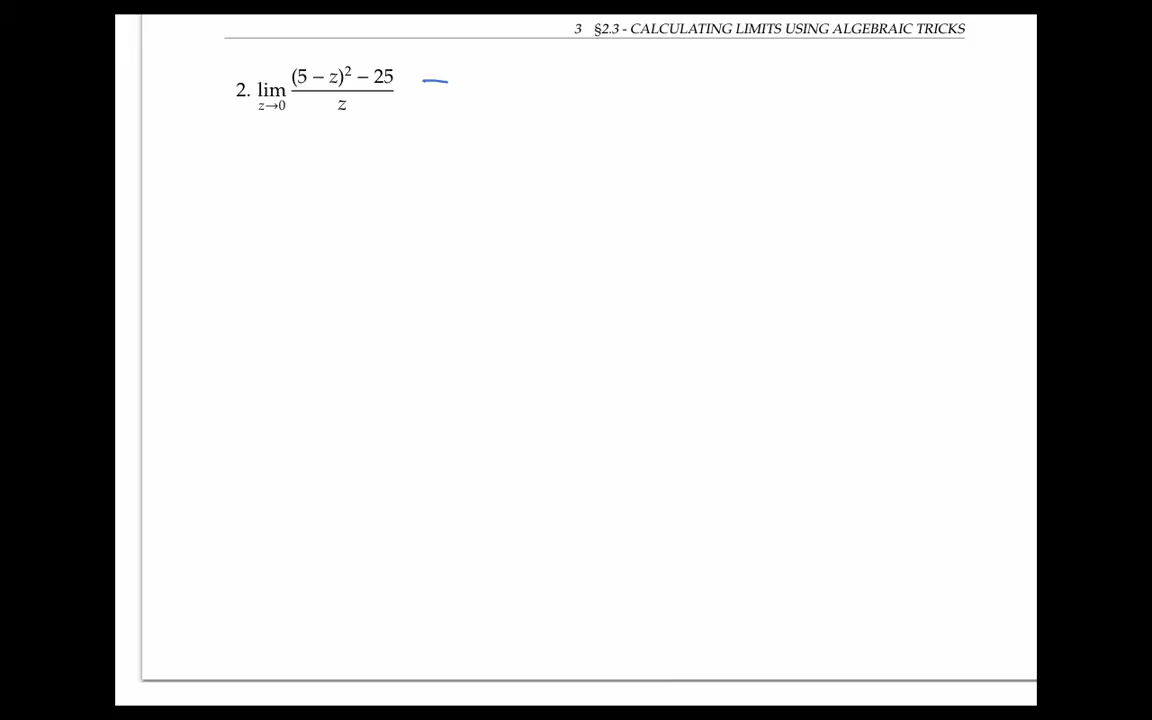 3 §2.3 - CALCULATING LIMITS USING ALGEBRAIC TRICKS
2. lim z→0 ((5 − z)² − 25) / z